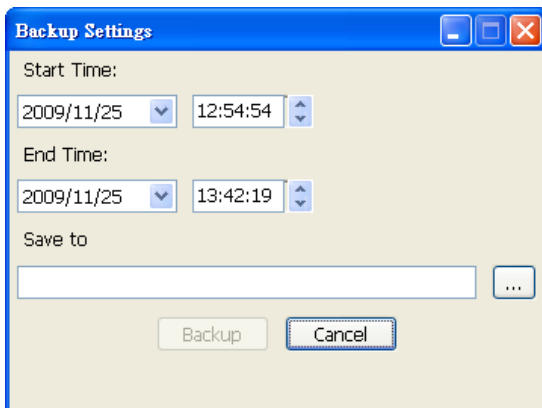 Backup Settings
Start Time:
2009/11/25 12:54:54
End Time:
2009/11/25 13:42:19
Save to
...
Backup Cancel